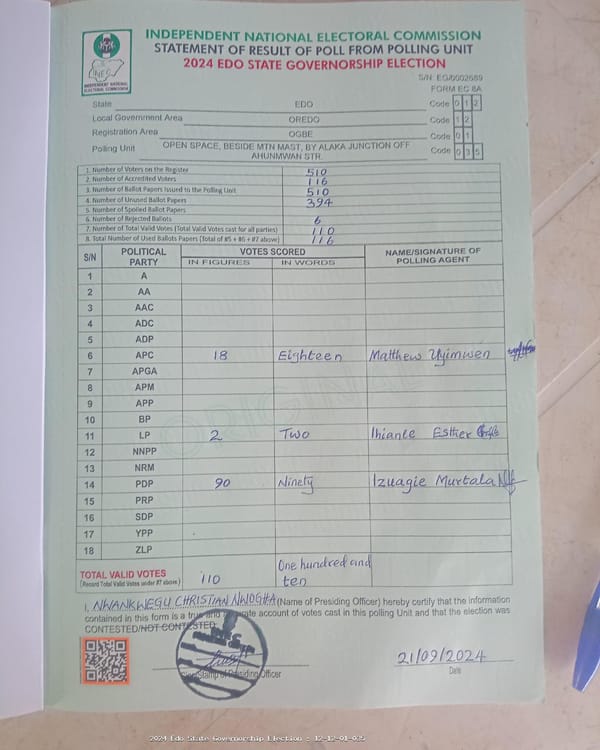 INDEPENDENT NATIONAL ELECTORAL COMMISSION
STATEMENT OF RESULT OF POLL FROM POLLING UNIT
2024 EDO STATE GOVERNORSHIP ELECTION
INEC
INDEPENDENT NATIONAL
ELECTORAL COMMISSION
S/N: EG/0002689
FORM EC 8A
State EDO Code 0 1 2
Local Government Area OREDO Code 1 2
Registration Area OGBE Code 0 1
Polling Unit OPEN SPACE, BESIDE MTN MAST, BY ALAKA JUNCTION OFF AHUNMWAN STR. Code 0 3 5
1. Number of Voters on the Register 510
2. Number of Accredited Voters 116
3. Number of Ballot Papers Issued to the Polling Unit 510
4. Number of Unused Ballot Papers 394
5. Number of Spoiled Ballot Papers
6. Number of Rejected Ballots 6
7. Number of Total Valid Votes (Total Valid Votes cast for all parties) 110
8. Total Number of Used Ballots Papers (Total of #5 + #6 + #7 above) 116
S/N POLITICAL PARTY VOTES SCORED NAME/SIGNATURE OF POLLING AGENT
IN FIGURES IN WORDS
1 A
2 AA
3 AAC
4 ADC
5 ADP
6 APC 18 Eighteen Matthew Uyimwen
7 APGA
8 APM
9 APP
10 BP
11 LP 2 Two Ihiante Esther
12 NNPP
13 NRM
14 PDP 90 Ninety Izuagie Murtala
15 PRP
16 SDP
17 YPP
18 ZLP
ORIGINAL
TOTAL VALID VOTES 110 One hundred and ten
(Record Total Valid Votes under #7 above)
I, NWANKWEGU CHRISTIAN NWOGHA (Name of Presiding Officer) hereby certify that the information
contained in this form is a true and accurate account of votes cast in this polling Unit and that the election was
CONTESTED/NOT CONTESTED
21/09/2024
Presiding Officer
Date
2024 Edo State Governorship Election : 12-12-01-035